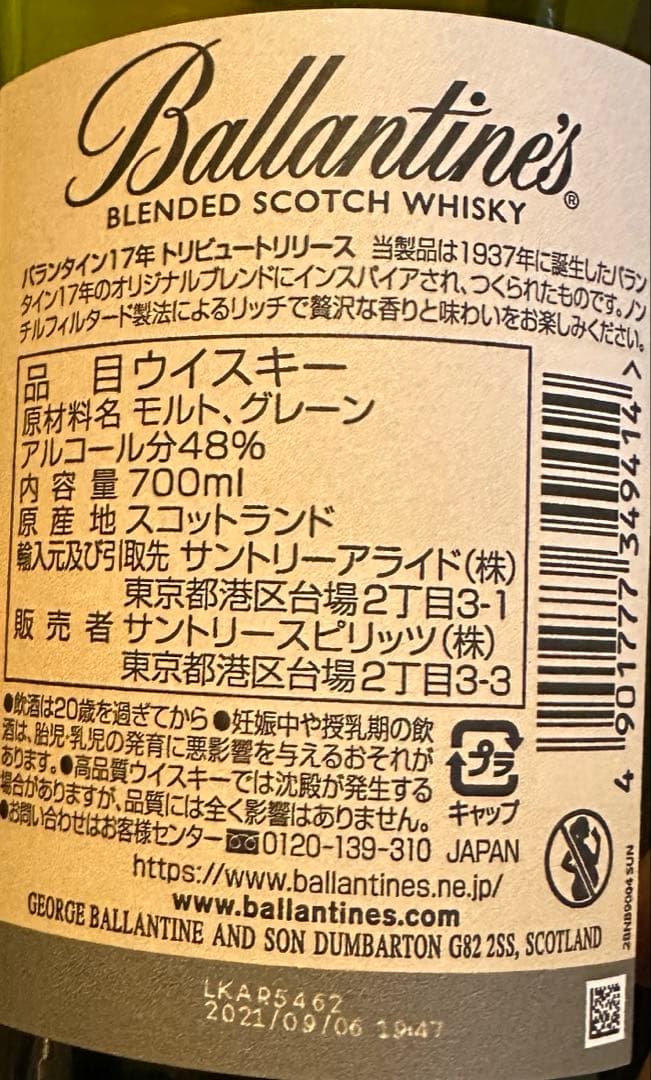 Ballantine's®
BLENDED SCOTCH WHISKY
バランタイン17年 トリビュートリリース 当製品は1937年に誕生したバラン
タイン17年のオリジナルブレンドにインスパイアされ、つくられたものです。ノン
チルフィルタード製法によるリッチで贅沢な香りと味わいをお楽しみください。
品 目 ウイスキー
原材料名 モルト、グレーン
アルコール分48%
内容量 700ml
原産地 スコットランド
輸入元及び引取先 サントリーアライド(株)
東京都港区台場2丁目3-1
販売者 サントリースピリッツ(株)
東京都港区台場2丁目3-3
●飲酒は20歳を過ぎてから ●妊娠中や授乳期の飲
酒は、胎児・乳児の発育に悪影響を与えるおそれが
あります。●高品質ウイスキーでは沈殿が発生する
場合がありますが、品質には全く影響はありません。
●お問い合わせはお客様センター 0120-139-310 JAPAN
プラ
キャップ
https://www.ballantines.ne.jp/
www.ballantines.com
GEORGE BALLANTINE AND SON DUMBARTON G82 2SS, SCOTLAND
4 901777 346414 >
2BNB9094 SUN
LKAR5462
2021/09/06 19:47